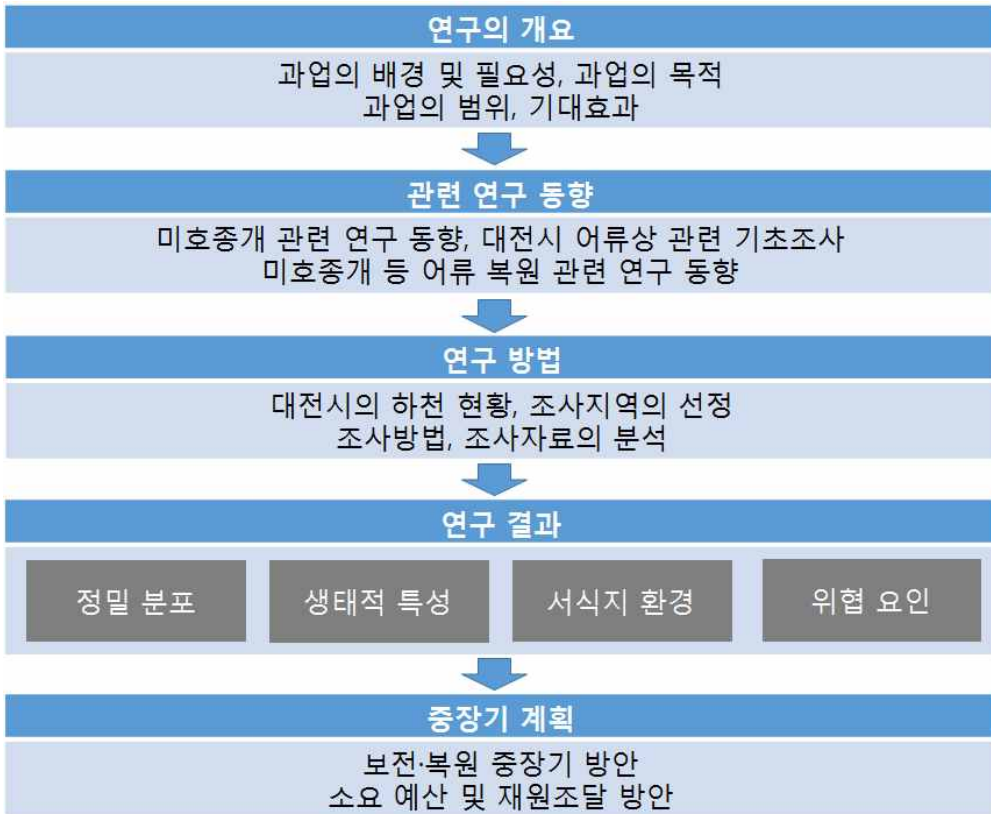 연구의 개요
과업의 배경 및 필요성, 과업의 목적
과업의 범위, 기대효과
관련 연구 동향
미호종개 관련 연구 동향, 대전시 어류상 관련 기초조사
미호종개 등 어류 복원 관련 연구 동향
연구 방법
대전시의 하천 현황, 조사지역의 선정
조사방법, 조사자료의 분석
연구 결과
정밀 분포
생태적 특성
서식지 환경
위협 요인
중장기 계획
보전·복원 중장기 방안
소요 예산 및 재원조달 방안